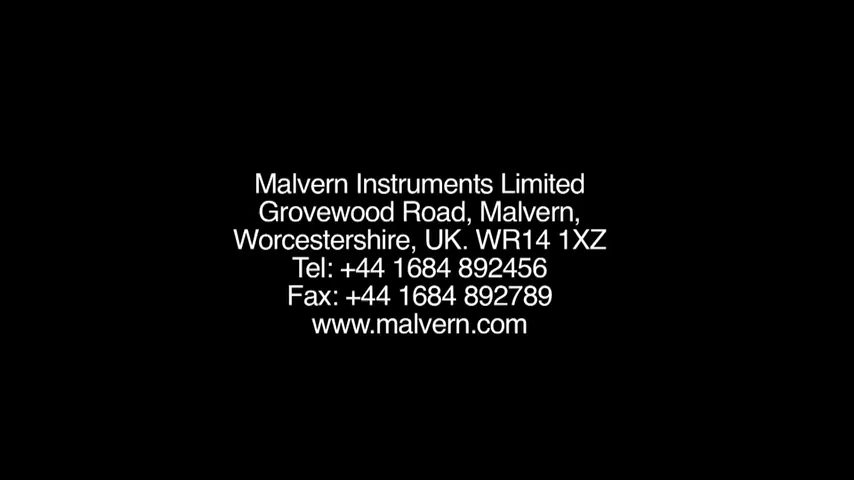 Malvern Instruments Limited
Grovewood Road, Malvern,
Worcestershire, UK. WR14 1XZ
Tel: +44 1684 892456
Fax: +44 1684 892789
www.malvern.com